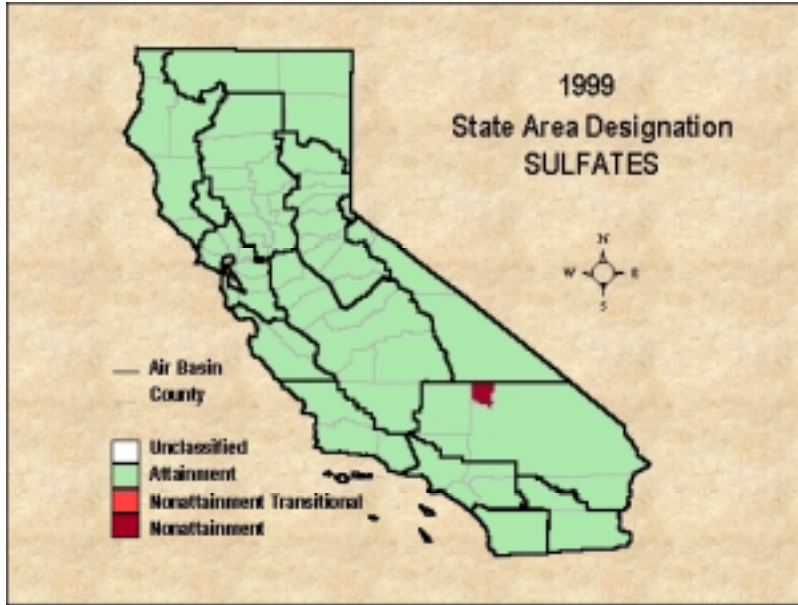 1999
State Area Designation
SULFATES
N
W E
S
Air Basin
County
Unclassified
Attainment
Nonattainment Transitional
Nonattainment